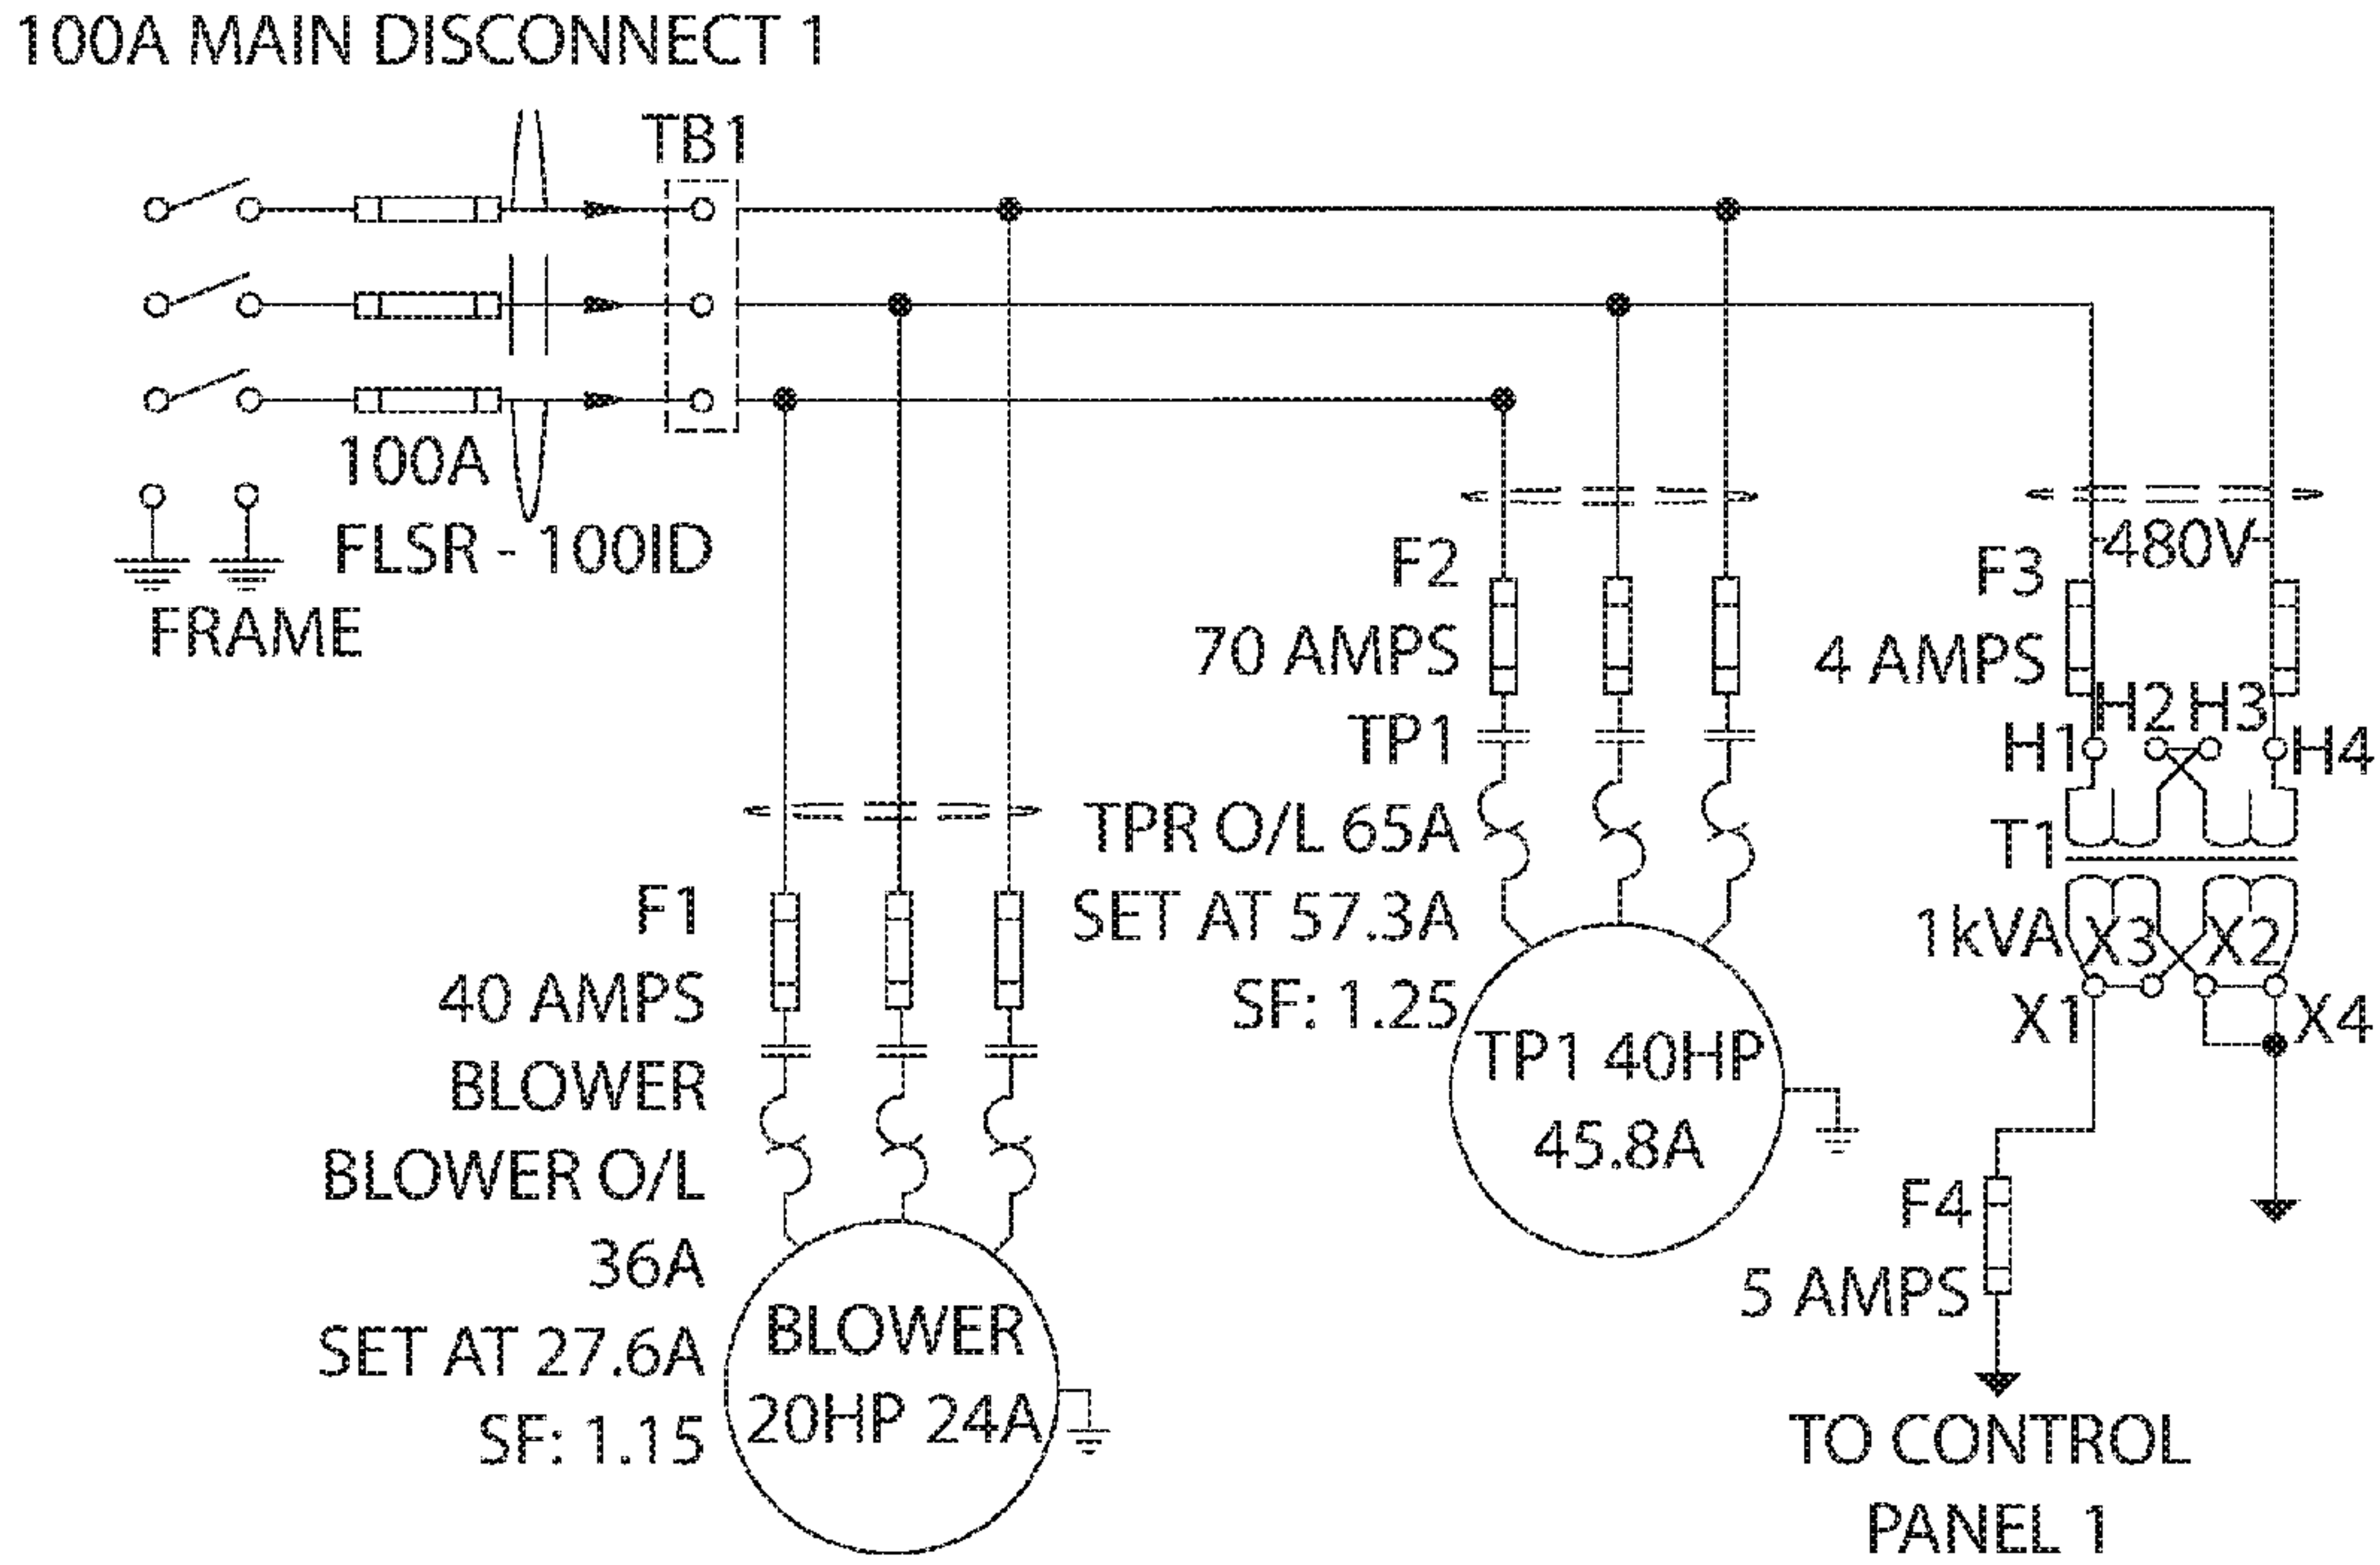 100A MAIN DISCONNECT 1
TB1
100A
FLSR - 100ID
FRAME
F1
40 AMPS
BLOWER
BLOWER O/L
36A
SET AT 27.6A
SF: 1.15
BLOWER
20HP 24A
F2
70 AMPS
TP1
TPR O/L 65A
SET AT 57.3A
SF: 1.25
TP1 40HP
45.8A
480V
F3
4 AMPS
H2 H3
H1
H4
T1
1kVA
X3 X2
X1
X4
F4
5 AMPS
TO CONTROL
PANEL 1